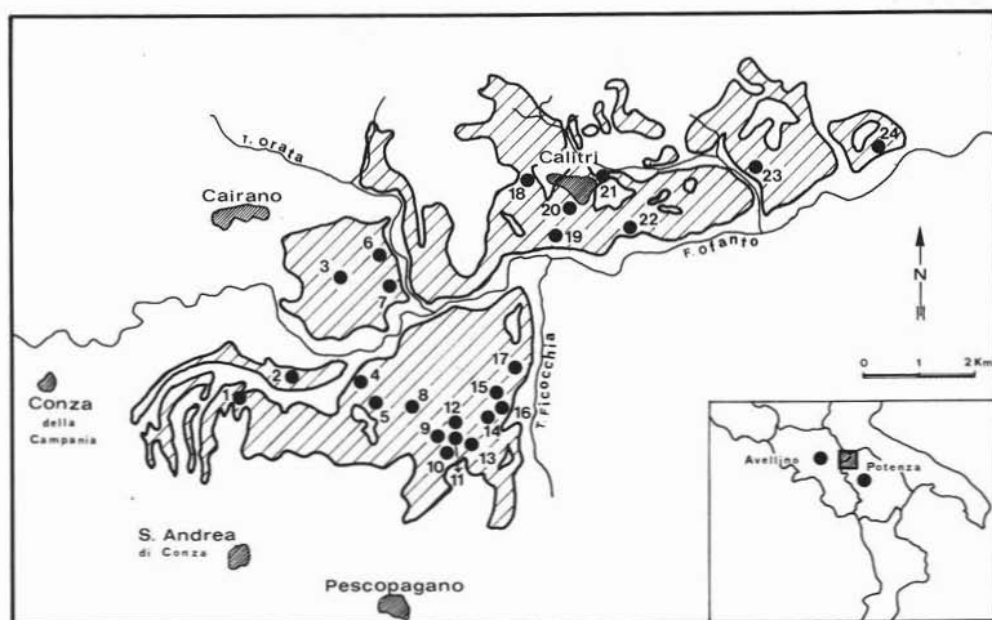 T. Orata
Cairano
Calitri
18
21
24
23
20
19
22
F. Ofanto
6
3
7
N
0 1 2 Km
17
T. Ficocchia
2
4
1
5
8
15
16
12
14
9
13
10
11
Conza
della
Campania
S. Andrea
di Conza
Pescopagano
Avellino
Potenza